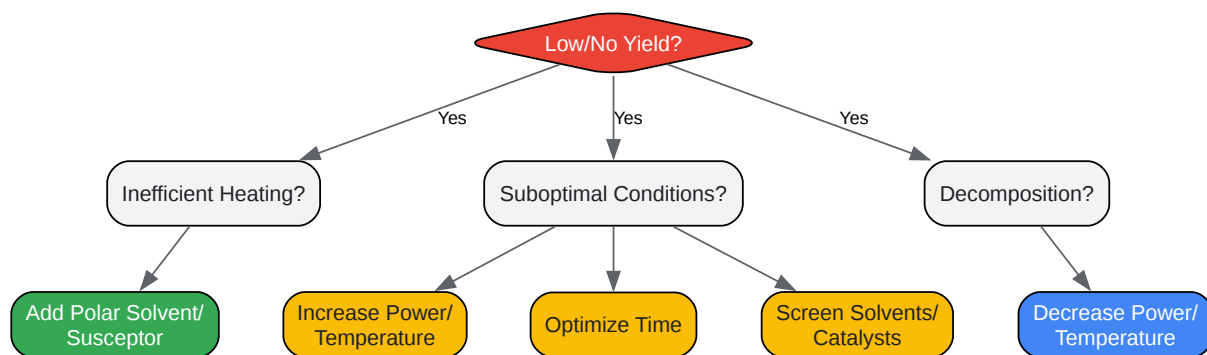 Low/No Yield?
Yes
Yes
Yes
Inefficient Heating?
Suboptimal Conditions?
Decomposition?
Add Polar Solvent/
Susceptor
Increase Power/
Temperature
Optimize Time
Screen Solvents/
Catalysts
Decrease Power/
Temperature